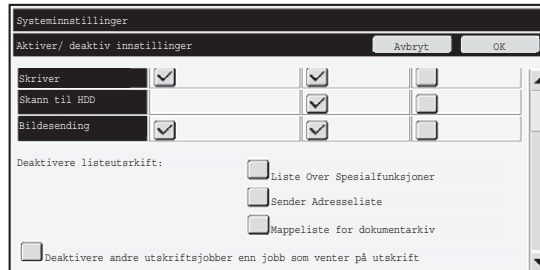 Systeminnstillinger
Aktiver/ deaktiv innstillinger Avbryt OK
Skriver
Skann til HDD
Bildesending
Deaktivere listeutsrkift:
Liste Over Spesialfunksjoner
Sender Adresseliste
Mappeliste for dokumentarkiv
Deaktivere andre utskriftsjobber enn jobb som venter på utskrift